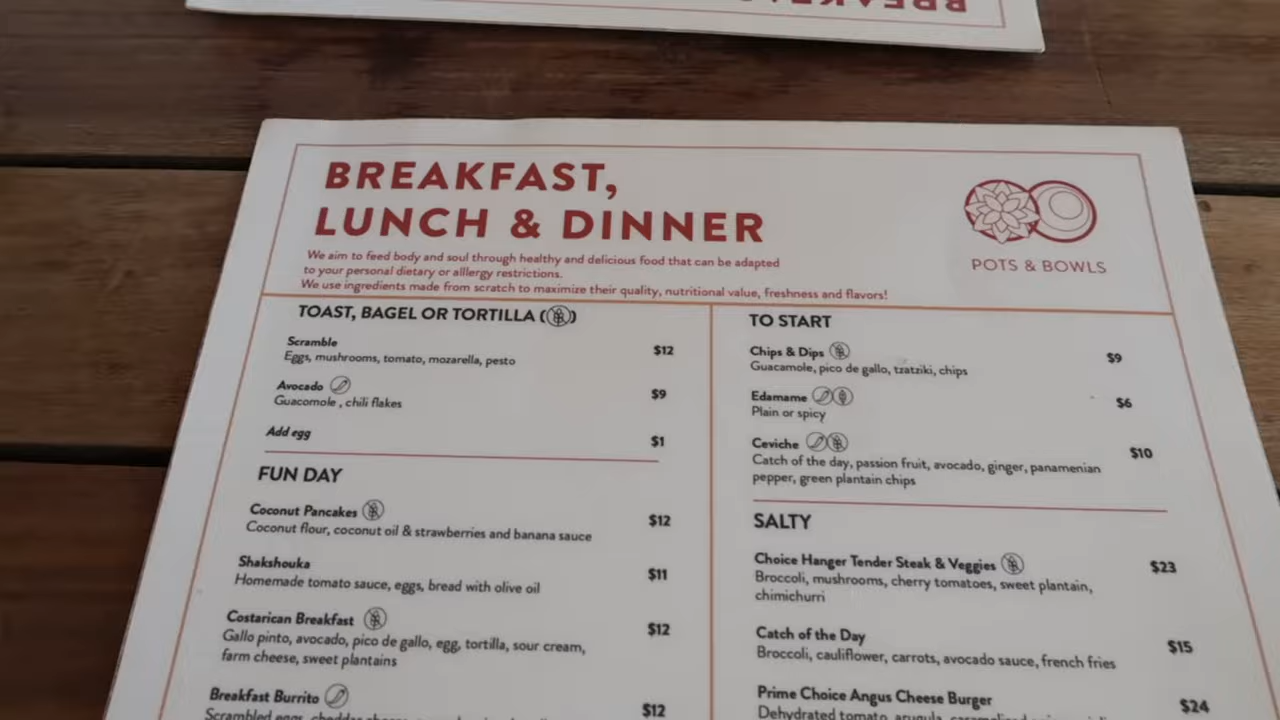 BREAKFAST,
LUNCH & DINNER
We aim to feed body and soul through healthy and delicious food that can be adapted
to your personal dietary or alllergy restrictions.
We use ingredients made from scratch to maximize their quality, nutritional value, freshness and flavors!
POTS & BOWLS
TOAST, BAGEL OR TORTILLA ( )
Scramble
Eggs, mushrooms, tomato, mozarella, pesto $12
Avocado
Guacomole , chili flakes $9
Add egg $1
FUN DAY
Coconut Pancakes $12
Coconut flour, coconut oil & strawberries and banana sauce
Shakshouka $11
Homemade tomato sauce, eggs, bread with olive oil
Costarican Breakfast $12
Gallo pinto, avocado, pico de gallo, egg, tortilla, sour cream,
farm cheese, sweet plantains
Breakfast Burrito $12
Scrambled eggs, cheddar
TO START
Chips & Dips $9
Guacamole, pico de gallo, tzatziki, chips
Edamame $6
Plain or spicy
Ceviche $10
Catch of the day, passion fruit, avocado, ginger, panamenian
pepper, green plantain chips
SALTY
Choice Hanger Tender Steak & Veggies $23
Broccoli, mushrooms, cherry tomatoes, sweet plantain,
chimichurri
Catch of the Day $15
Broccoli, cauliflower, carrots, avocado sauce, french fries
Prime Choice Angus Cheese Burger $24
Dehydrated tomato, arugula,